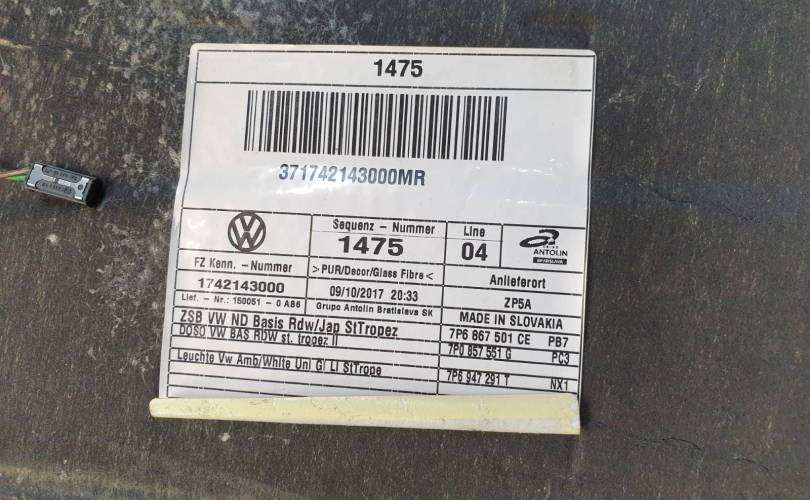 1475
371742143000MR
Sequenz - Nummer
Line
1475
04
ANTOLIN
BRATISLAVA
FZ Kenn. -Nummer
>PUR/Decor/Glass Fibre<
Anlieferort
1742143000
09/10/2017 20:33
ZP5A
Lief. - Nr.: 150051 - 0 AB6
Grupo Antolin Bratislava SK
MADE IN SLOVAKIA
ZSB VW ND Basis Rdw/Jap StTropez
7P6 867 501 CE PB7
DOSO VW BAS RDW st. tropez II
7P0 857 551 G PC3
Leuchte Vw Amb/White Uni Gl LI StTrope
7P6 947 291 T NX1